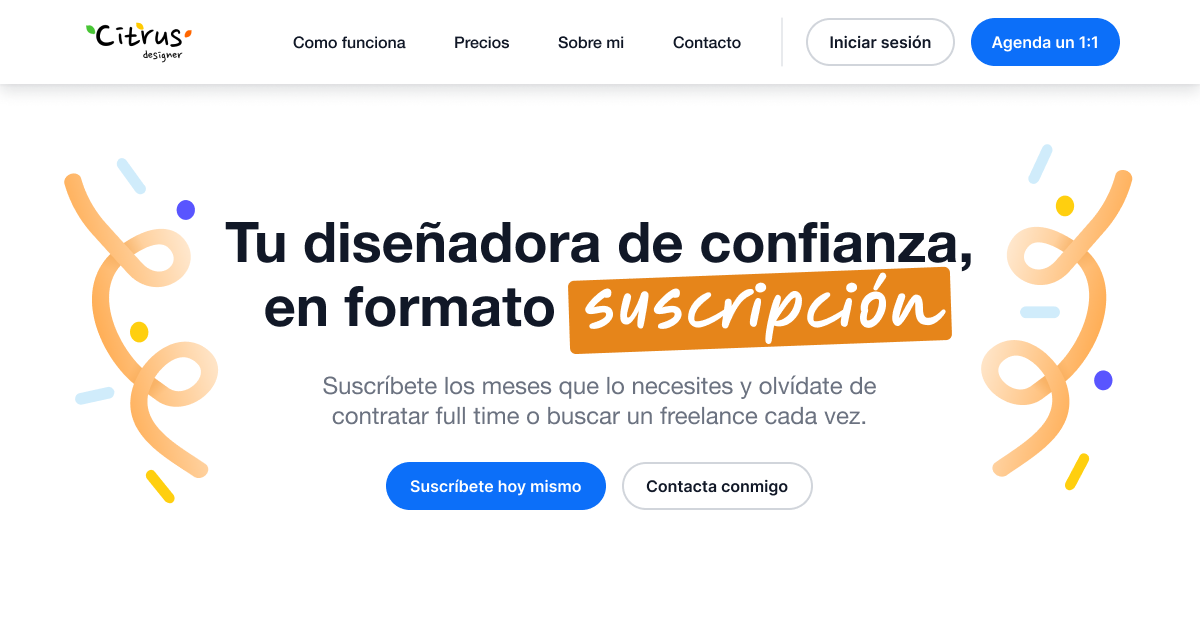 Citrus
designer
Como funciona
Precios
Sobre mi
Contacto
Iniciar sesión
Agenda un 1:1
Tu diseñadora de confianza,
en formato suscripción
Suscríbete los meses que lo necesites y olvídate de
contratar full time o buscar un freelance cada vez.
Suscríbete hoy mismo
Contacta conmigo